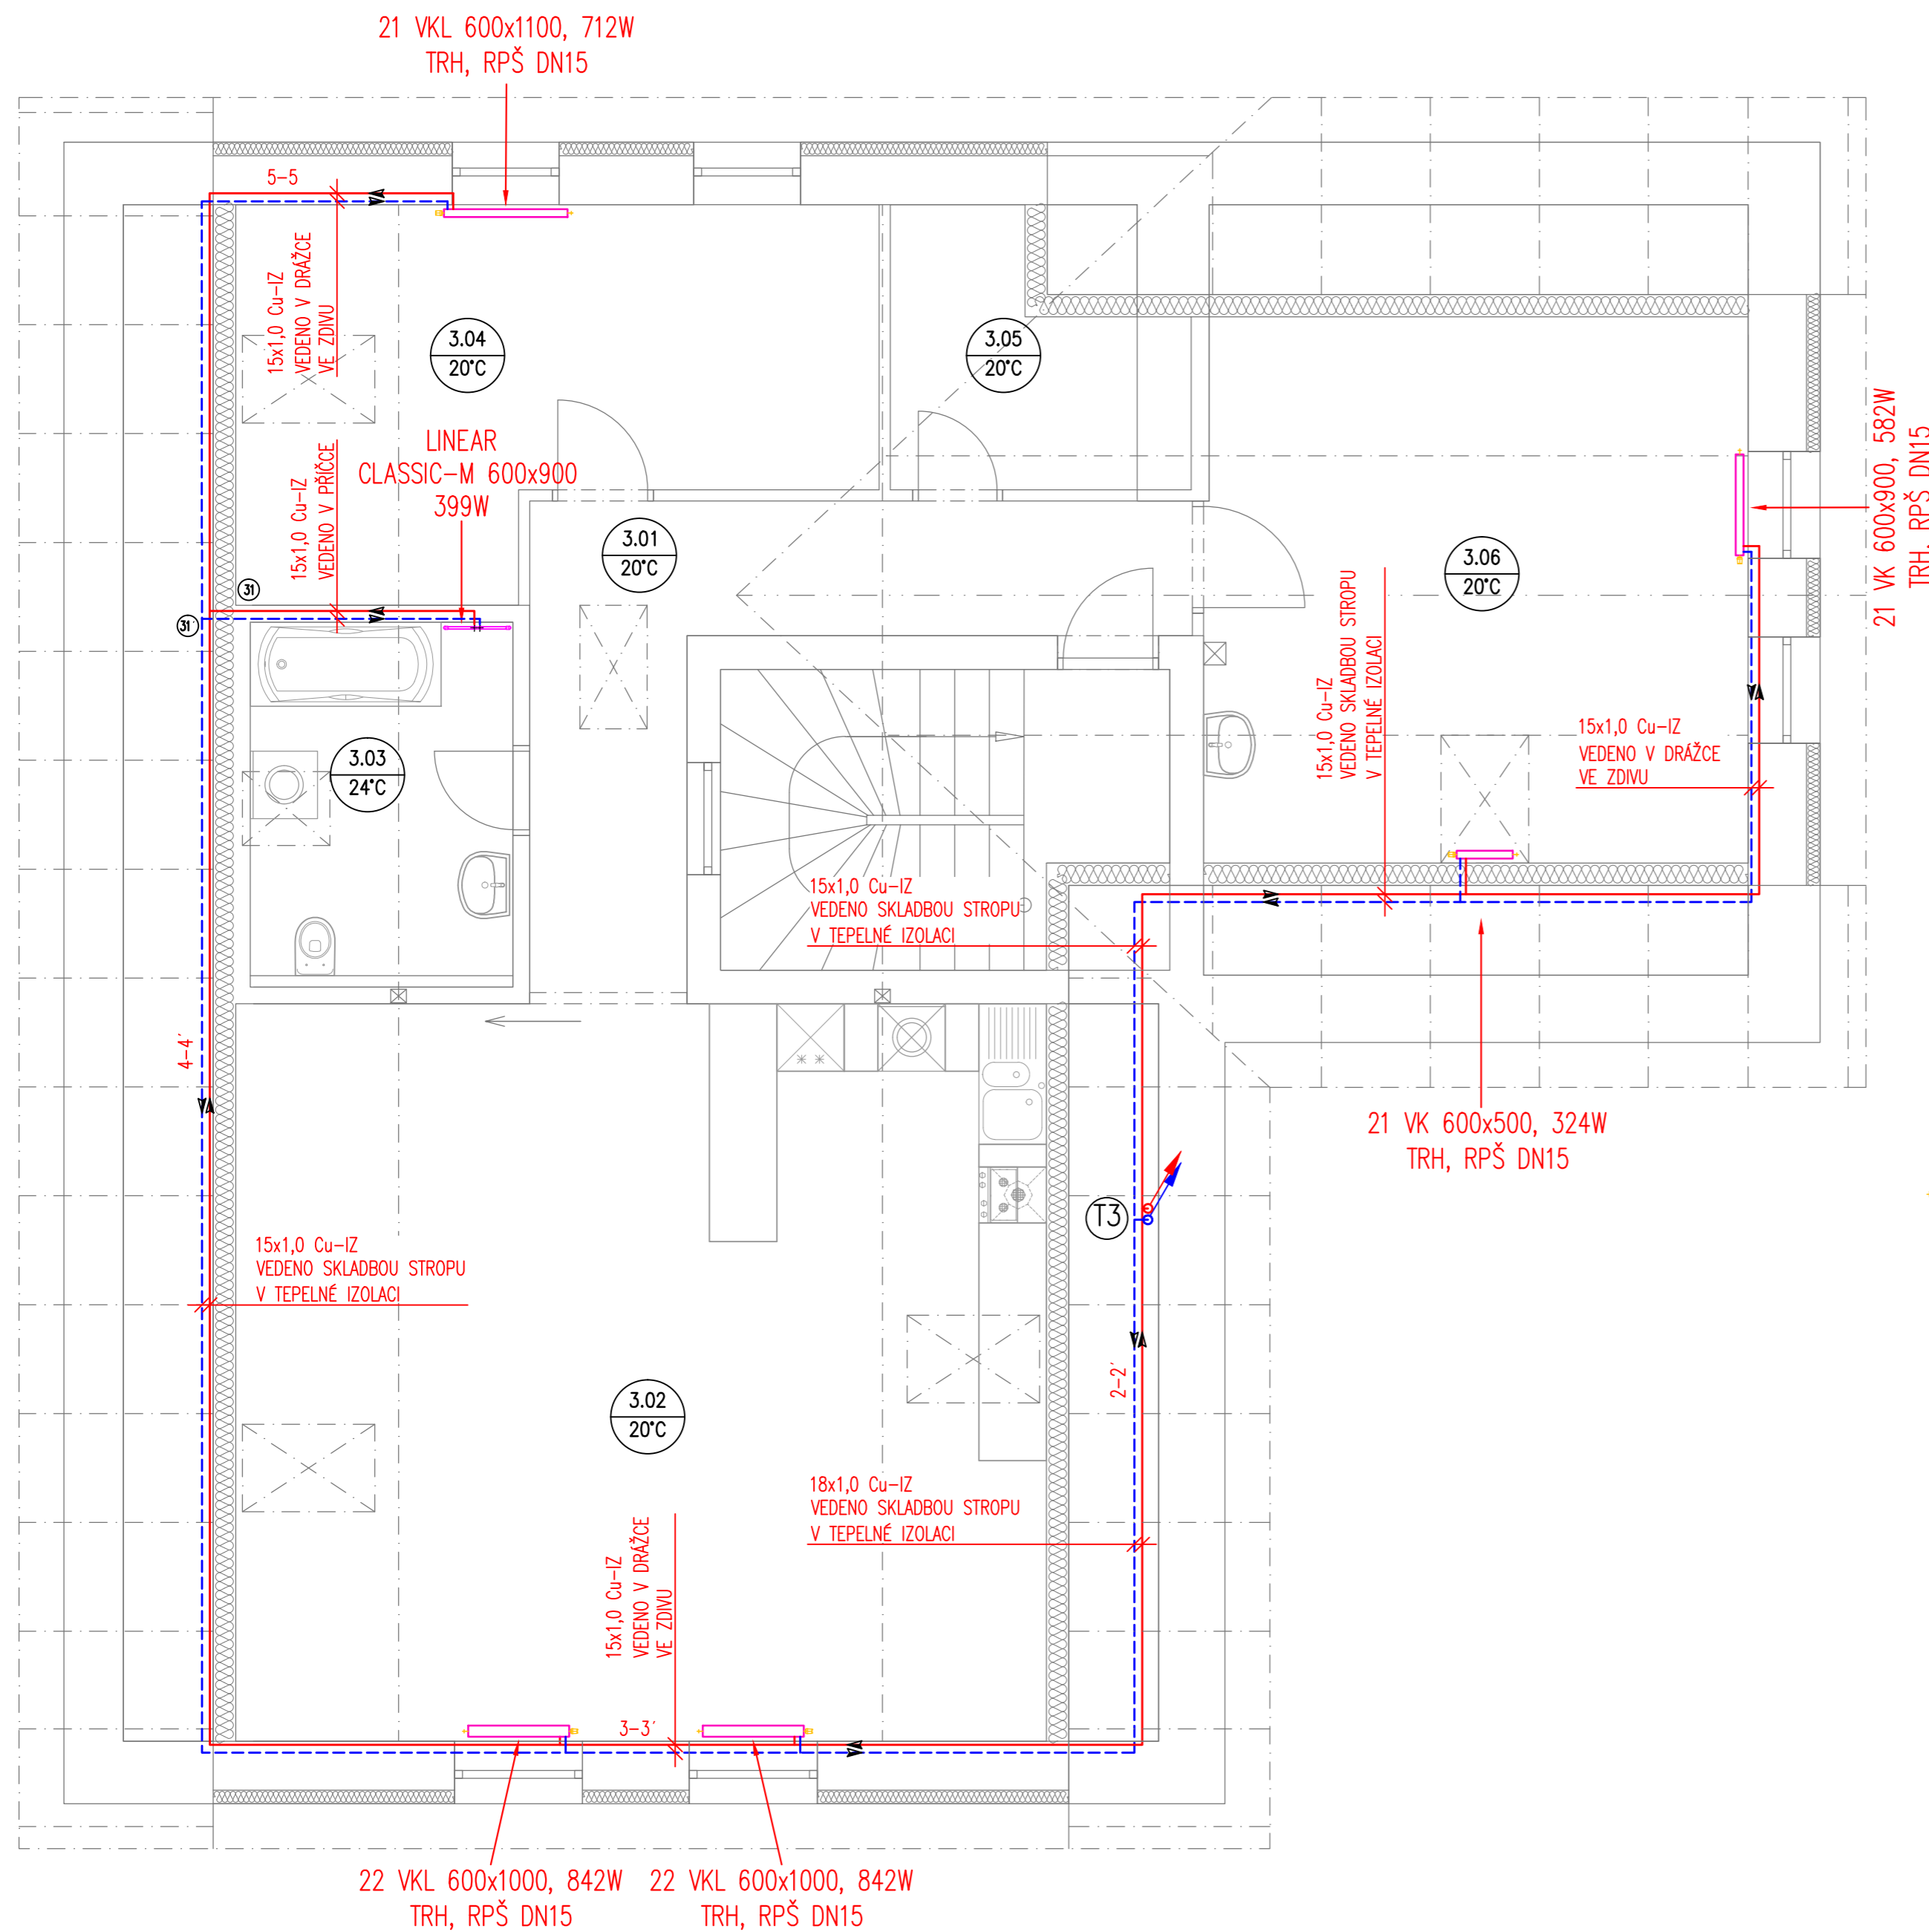 21 VKL 600x1100, 712W
TRH, RPŠ DN15
5-5
15x1,0 Cu-IZ
VEDENO V DRÁŽCE
VE ZDIVU
3.04
20°C
3.05
20°C
LINEAR
CLASSIC-M 600x900
399W
15x1,0 Cu-IZ
VEDENO V PŘÍČCE
21 VK 600x900, 582W
TRH, RPŠ DN15
3.01
20°C
3.06
20°C
31
31'
15x1,0 Cu-IZ
VEDENO SKLADBOU STROPU
V TEPELNÉ IZOLACI
15x1,0 Cu-IZ
VEDENO V DRÁŽCE
VE ZDIVU
3.03
24°C
15x1,0 Cu-IZ
VEDENO SKLADBOU STROPU
V TEPELNÉ IZOLACI
4-4'
21 VK 600x500, 324W
TRH, RPŠ DN15
T3
15x1,0 Cu-IZ
VEDENO SKLADBOU STROPU
V TEPELNÉ IZOLACI
2-2'
3.02
20°C
18x1,0 Cu-IZ
VEDENO SKLADBOU STROPU
V TEPELNÉ IZOLACI
15x1,0 Cu-IZ
VEDENO V DRÁŽCE
VE ZDIVU
3-3'
22 VKL 600x1000, 842W
TRH, RPŠ DN15
22 VKL 600x1000, 842W
TRH, RPŠ DN15